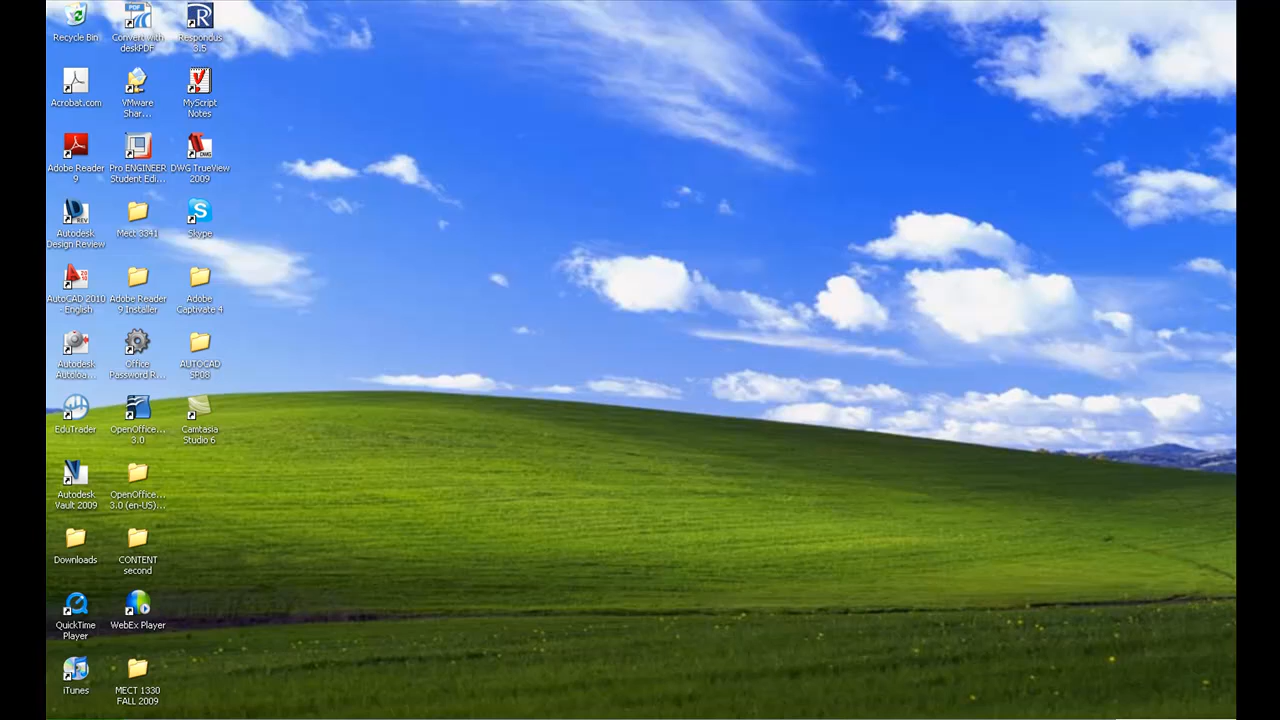 Recycle Bin
Convert with
deskPDF
Respondus
3.5
Acrobat.com
VMware
Shar...
MyScript
Notes
Adobe Reader
9
Pro ENGINEER
Student Edi...
DWG TrueView
2009
Autodesk
Design Review
Mect 3341
Skype
AutoCAD 2010
- English
Adobe Reader
9 Installer
Adobe
Captivate 4
Autodesk
Autoloa...
Office
Password R...
AUTOCAD
SP08
EduTrader
OpenOffice...
3.0
Camtasia
Studio 6
Autodesk
Vault 2009
OpenOffice...
3.0 (en-US)...
Downloads
CONTENT
second
QuickTime
Player
WebEx Player
iTunes
MECT 1330
FALL 2009